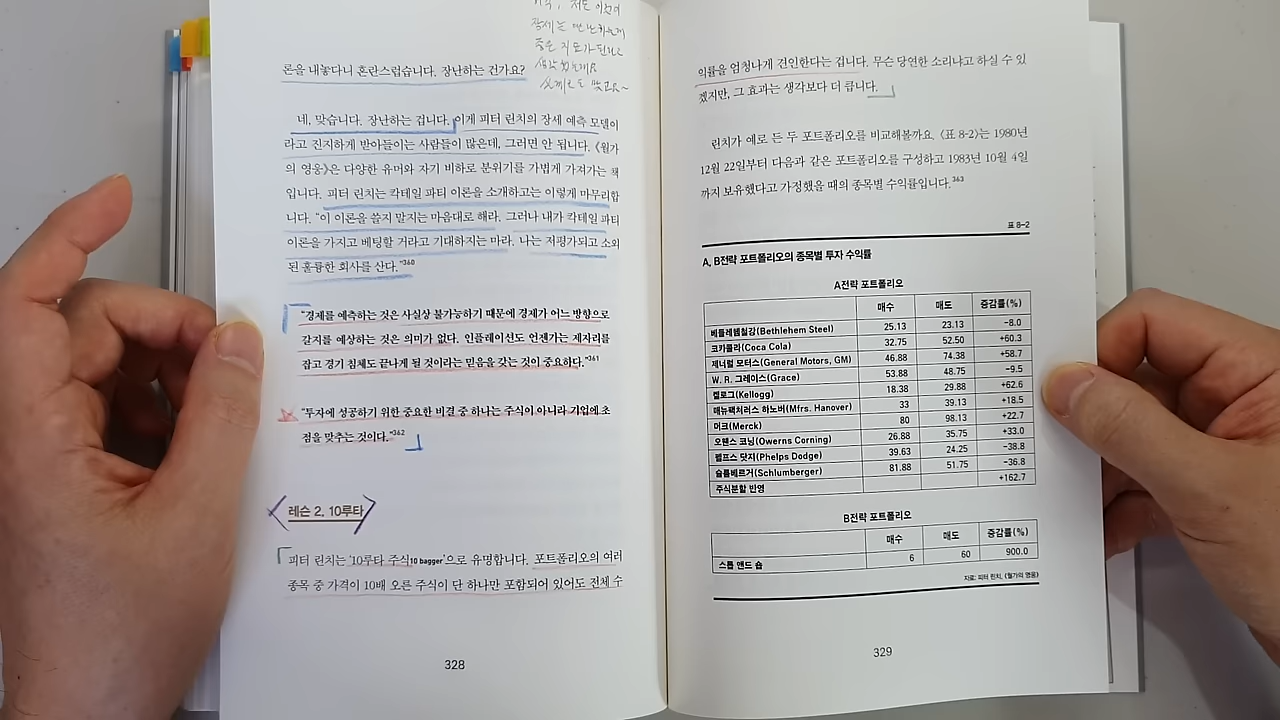 장세는
좋은 지표가 된다고
론을 내놓다니 혼란스럽습니다. 장난하는 건가요?
네, 맞습니다. 장난하는 겁니다. 이게 피터 린치의 장세 예측 모델이
라고 진지하게 받아들이는 사람들이 많은데, 그러면 안 됩니다. 《월가
의 영웅》은 다양한 유머와 자기 비하로 분위기를 가볍게 가져가는 책
입니다. 피터 린치는 칵테일 파티 이론을 소개하고는 이렇게 마무리합
니다. "이 이론을 쓸지 말지는 마음대로 해라. 그러나 내가 칵테일 파티
이론을 가지고 베팅할 거라고 기대하지는 마라. 나는 저평가되고 소외
된 훌륭한 회사를 산다."360
"경제를 예측하는 것은 사실상 불가능하기 때문에 경제가 어느 방향으로
갈지를 예상하는 것은 의미가 없다. 인플레이션도 언젠가는 제자리를
잡고 경기 침체도 끝나게 될 것이라는 믿음을 갖는 것이 중요하다."361
"투자에 성공하기 위한 중요한 비결 중 하나는 주식이 아니라 기업에 초
점을 맞추는 것이다."362
레슨 2. 10루타
피터 린치는 '10루타 주식10 bagger'으로 유명합니다. 포트폴리오의 여러
종목 중 가격이 10배 오른 주식이 단 하나만 포함되어 있어도 전체 수
328
익률을 엄청나게 견인한다는 겁니다. 무슨 당연한 소리냐고 하실 수 있
겠지만, 그 효과는 생각보다 더 큽니다.
린치가 예로 든 두 포트폴리오를 비교해볼까요. 〈표 8-2〉는 1980년
12월 22일부터 다음과 같은 포트폴리오를 구성하고 1983년 10월 4일
까지 보유했다고 가정했을 때의 종목별 수익률입니다.363
표 8-2
A, B전략 포트폴리오의 종목별 투자 수익률
A전략 포트폴리오
매수 매도 증감률(%)
베들레헴철강(Bethlehem Steel) 25.13 23.13 -8.0
코카콜라(Coca Cola) 32.75 52.50 +60.3
제너럴 모터스(General Motors, GM) 46.88 74.38 +58.7
W. R. 그레이스(Grace) 53.88 48.75 -9.5
켈로그(Kellogg) 18.38 29.88 +62.6
매뉴팩처러스 하노버(Mfrs. Hanover) 33 39.13 +18.5
머크(Merck) 80 98.13 +22.7
오웬스 코닝(Owerns Corning) 26.88 35.75 +33.0
펠프스 닷지(Phelps Dodge) 39.63 24.25 -38.8
슐룸베르거(Schlumberger) 81.88 51.75 -36.8
주식분할 반영 +162.7
B전략 포트폴리오
매수 매도 증감률(%)
스톱 앤드 숍 6 60 900.0
자료: 피터 린치, 《월가의 영웅》
329